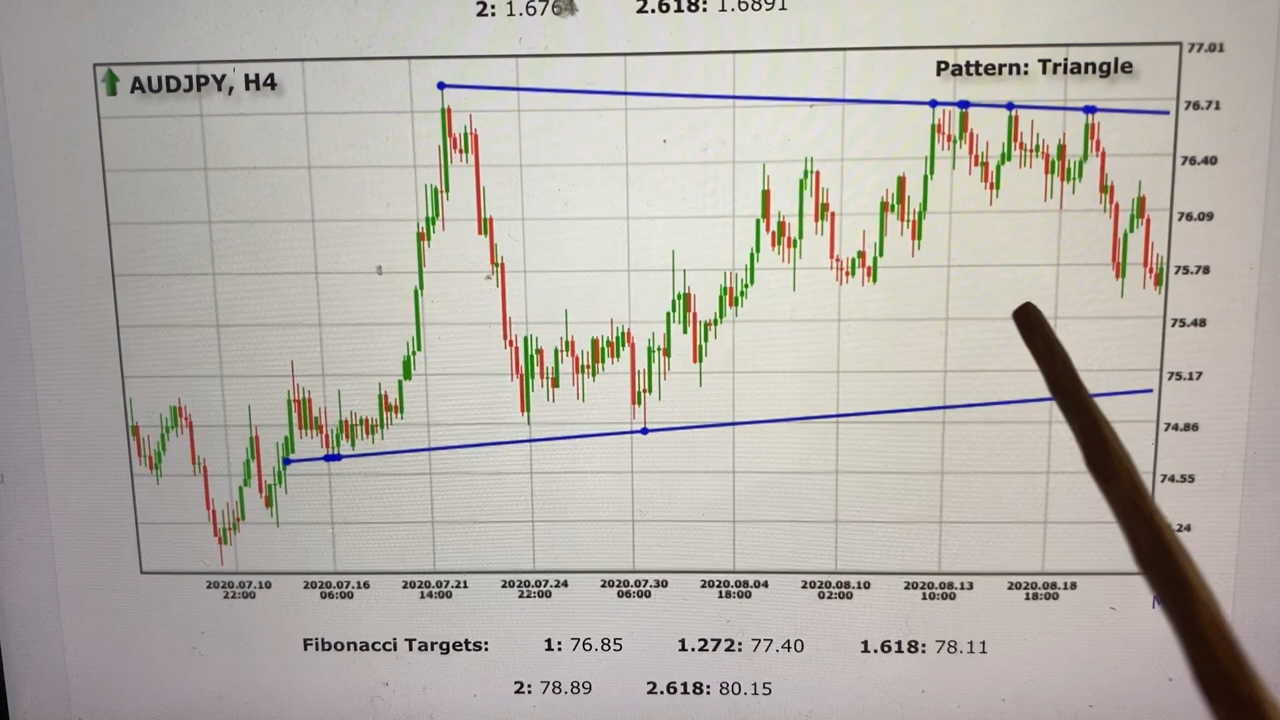 2: 1.6764 2.618: 1.6891
AUDJPY, H4
Pattern: Triangle
77.01
76.71
76.40
76.09
75.78
75.48
75.17
74.86
74.55
.24
2020.07.10 2020.07.16 2020.07.21 2020.07.24 2020.07.30 2020.08.04 2020.08.10 2020.08.13 2020.08.18
22:00 06:00 14:00 22:00 06:00 18:00 02:00 10:00 18:00
Fibonacci Targets: 1: 76.85 1.272: 77.40 1.618: 78.11
2: 78.89 2.618: 80.15